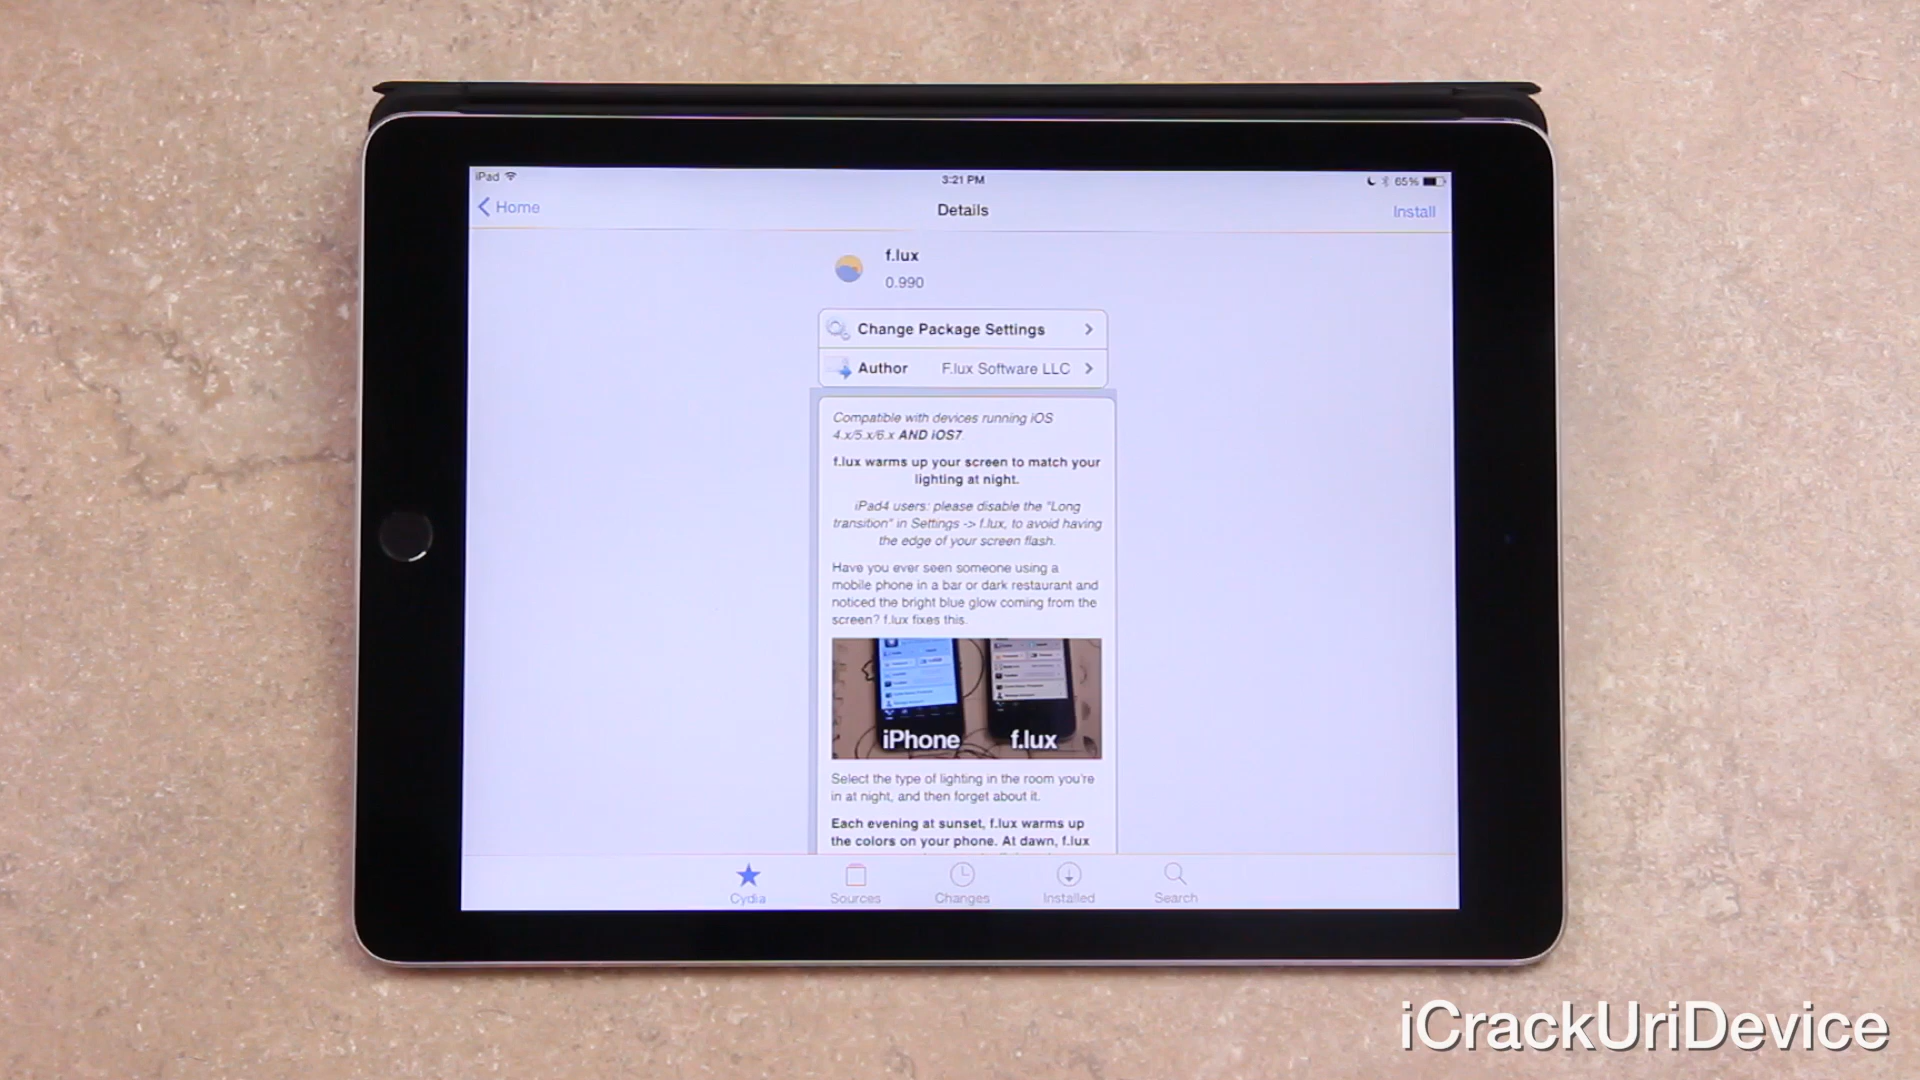 iPad
3:21 PM
65%
Home
Details
Install
f.lux
0.990
Change Package Settings
Author F.lux Software LLC
Compatible with devices running iOS
4.x/5.x/6.x AND iOS7.
f.lux warms up your screen to match your
lighting at night.
iPad4 users: please disable the "Long
transition" in Settings -> f.lux, to avoid having
the edge of your screen flash.
Have you ever seen someone using a
mobile phone in a bar or dark restaurant and
noticed the bright blue glow coming from the
screen? f.lux fixes this.
iPhone f.lux
Select the type of lighting in the room you're
in at night, and then forget about it.
Each evening at sunset, f.lux warms up
the colors on your phone. At dawn, f.lux
Cydia
Sources
Changes
Installed
Search
iCrackUriDevice